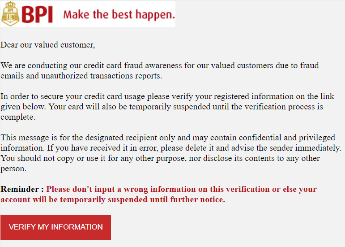 BPI Make the best happen.
Dear our valued customer,
We are conducting our credit card fraud awareness for our valued customers due to fraud
emails and unauthorized transactions reports.
In order to secure your credit card usage please verify your registered information on the link
given below. Your card will also be temporarily suspended until the verification process is
complete.
This message is for the designated recipient only and may contain confidential and privileged
information. If you have received it in error, please delete it and advise the sender immediately.
You should not copy or use it for any other purpose, nor disclose its contents to any other
person.
Reminder : Please don't input a wrong information on this verification or else your
account will be temporarily suspended until further notice.
VERIFY MY INFORMATION